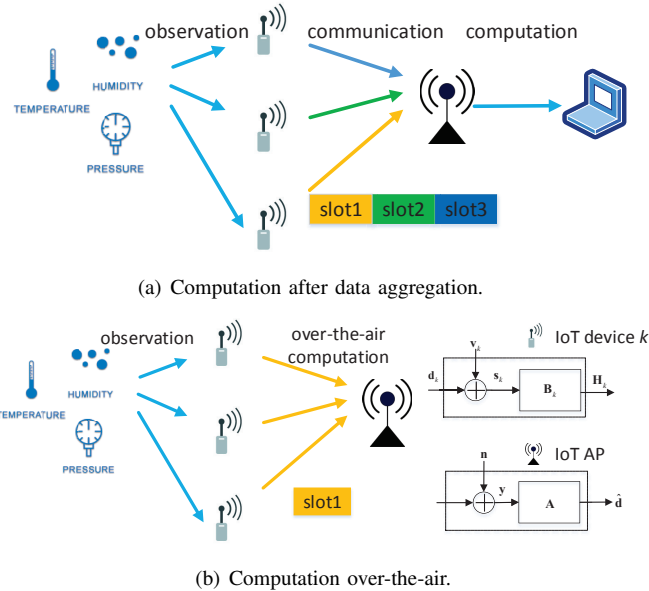 observation communication computation
HUMIDITY
TEMPERATURE
PRESSURE
slot1 slot2 slot3
(a) Computation after data aggregation.
observation over-the-air computation
HUMIDITY
TEMPERATURE
PRESSURE
slot1
IoT device k
v_k
d_k s_k B_k H_k
IoT AP
n
y A d̂
(b) Computation over-the-air.